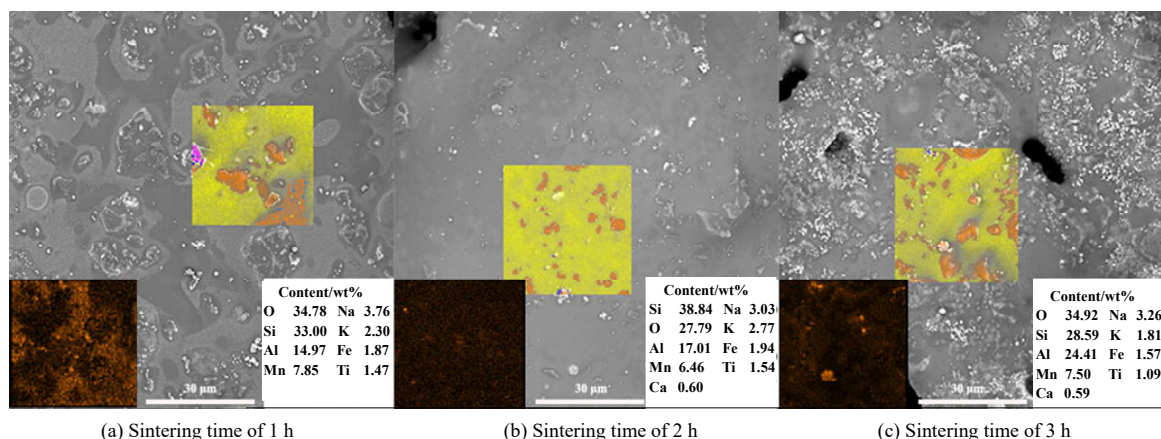 Content/wt%
O 34.78 Na 3.76
Si 33.00 K 2.30
Al 14.97 Fe 1.87
Mn 7.85 Ti 1.47
30 μm
Content/wt%
Si 38.84 Na 3.03
O 27.79 K 2.77
Al 17.01 Fe 1.94
Mn 6.46 Ti 1.54
Ca 0.60
30 μm
Content/wt%
O 34.92 Na 3.26
Si 28.59 K 1.81
Al 24.41 Fe 1.57
Mn 7.50 Ti 1.09
Ca 0.59
30 μm
(a) Sintering time of 1 h
(b) Sintering time of 2 h
(c) Sintering time of 3 h